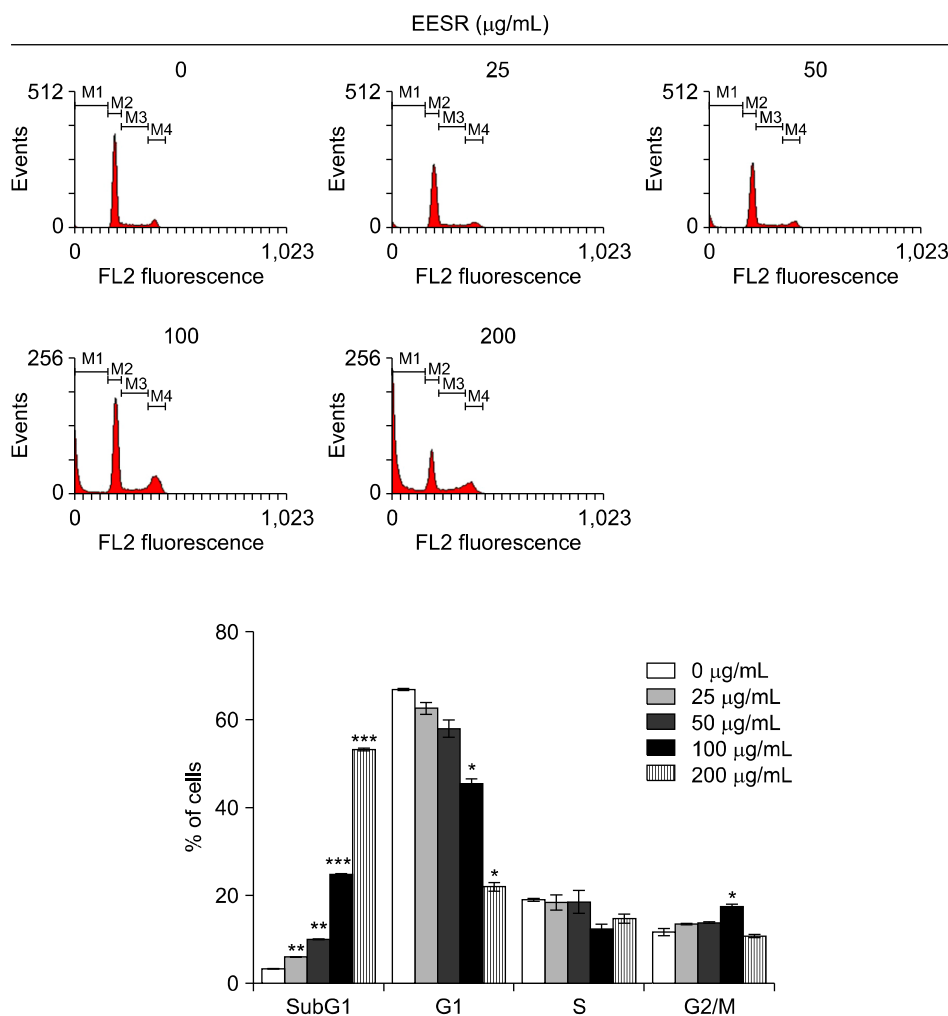 EESR (µg/mL)
0 25 50
512 512 512
M1 M1 M1
M2 M2 M2
M3 M3 M3
M4 M4 M4
Events Events Events
0 0 0
0 1,023 0 1,023 0 1,023
FL2 fluorescence FL2 fluorescence FL2 fluorescence
100 200
256 256
M1 M1
M2 M2
M3 M3
M4 M4
Events Events
0 0
0 1,023 0 1,023
FL2 fluorescence FL2 fluorescence
80
60
40
20
0
% of cells
** ** *** ***
* *
*
SubG1 G1 S G2/M
0 µg/mL
25 µg/mL
50 µg/mL
100 µg/mL
200 µg/mL